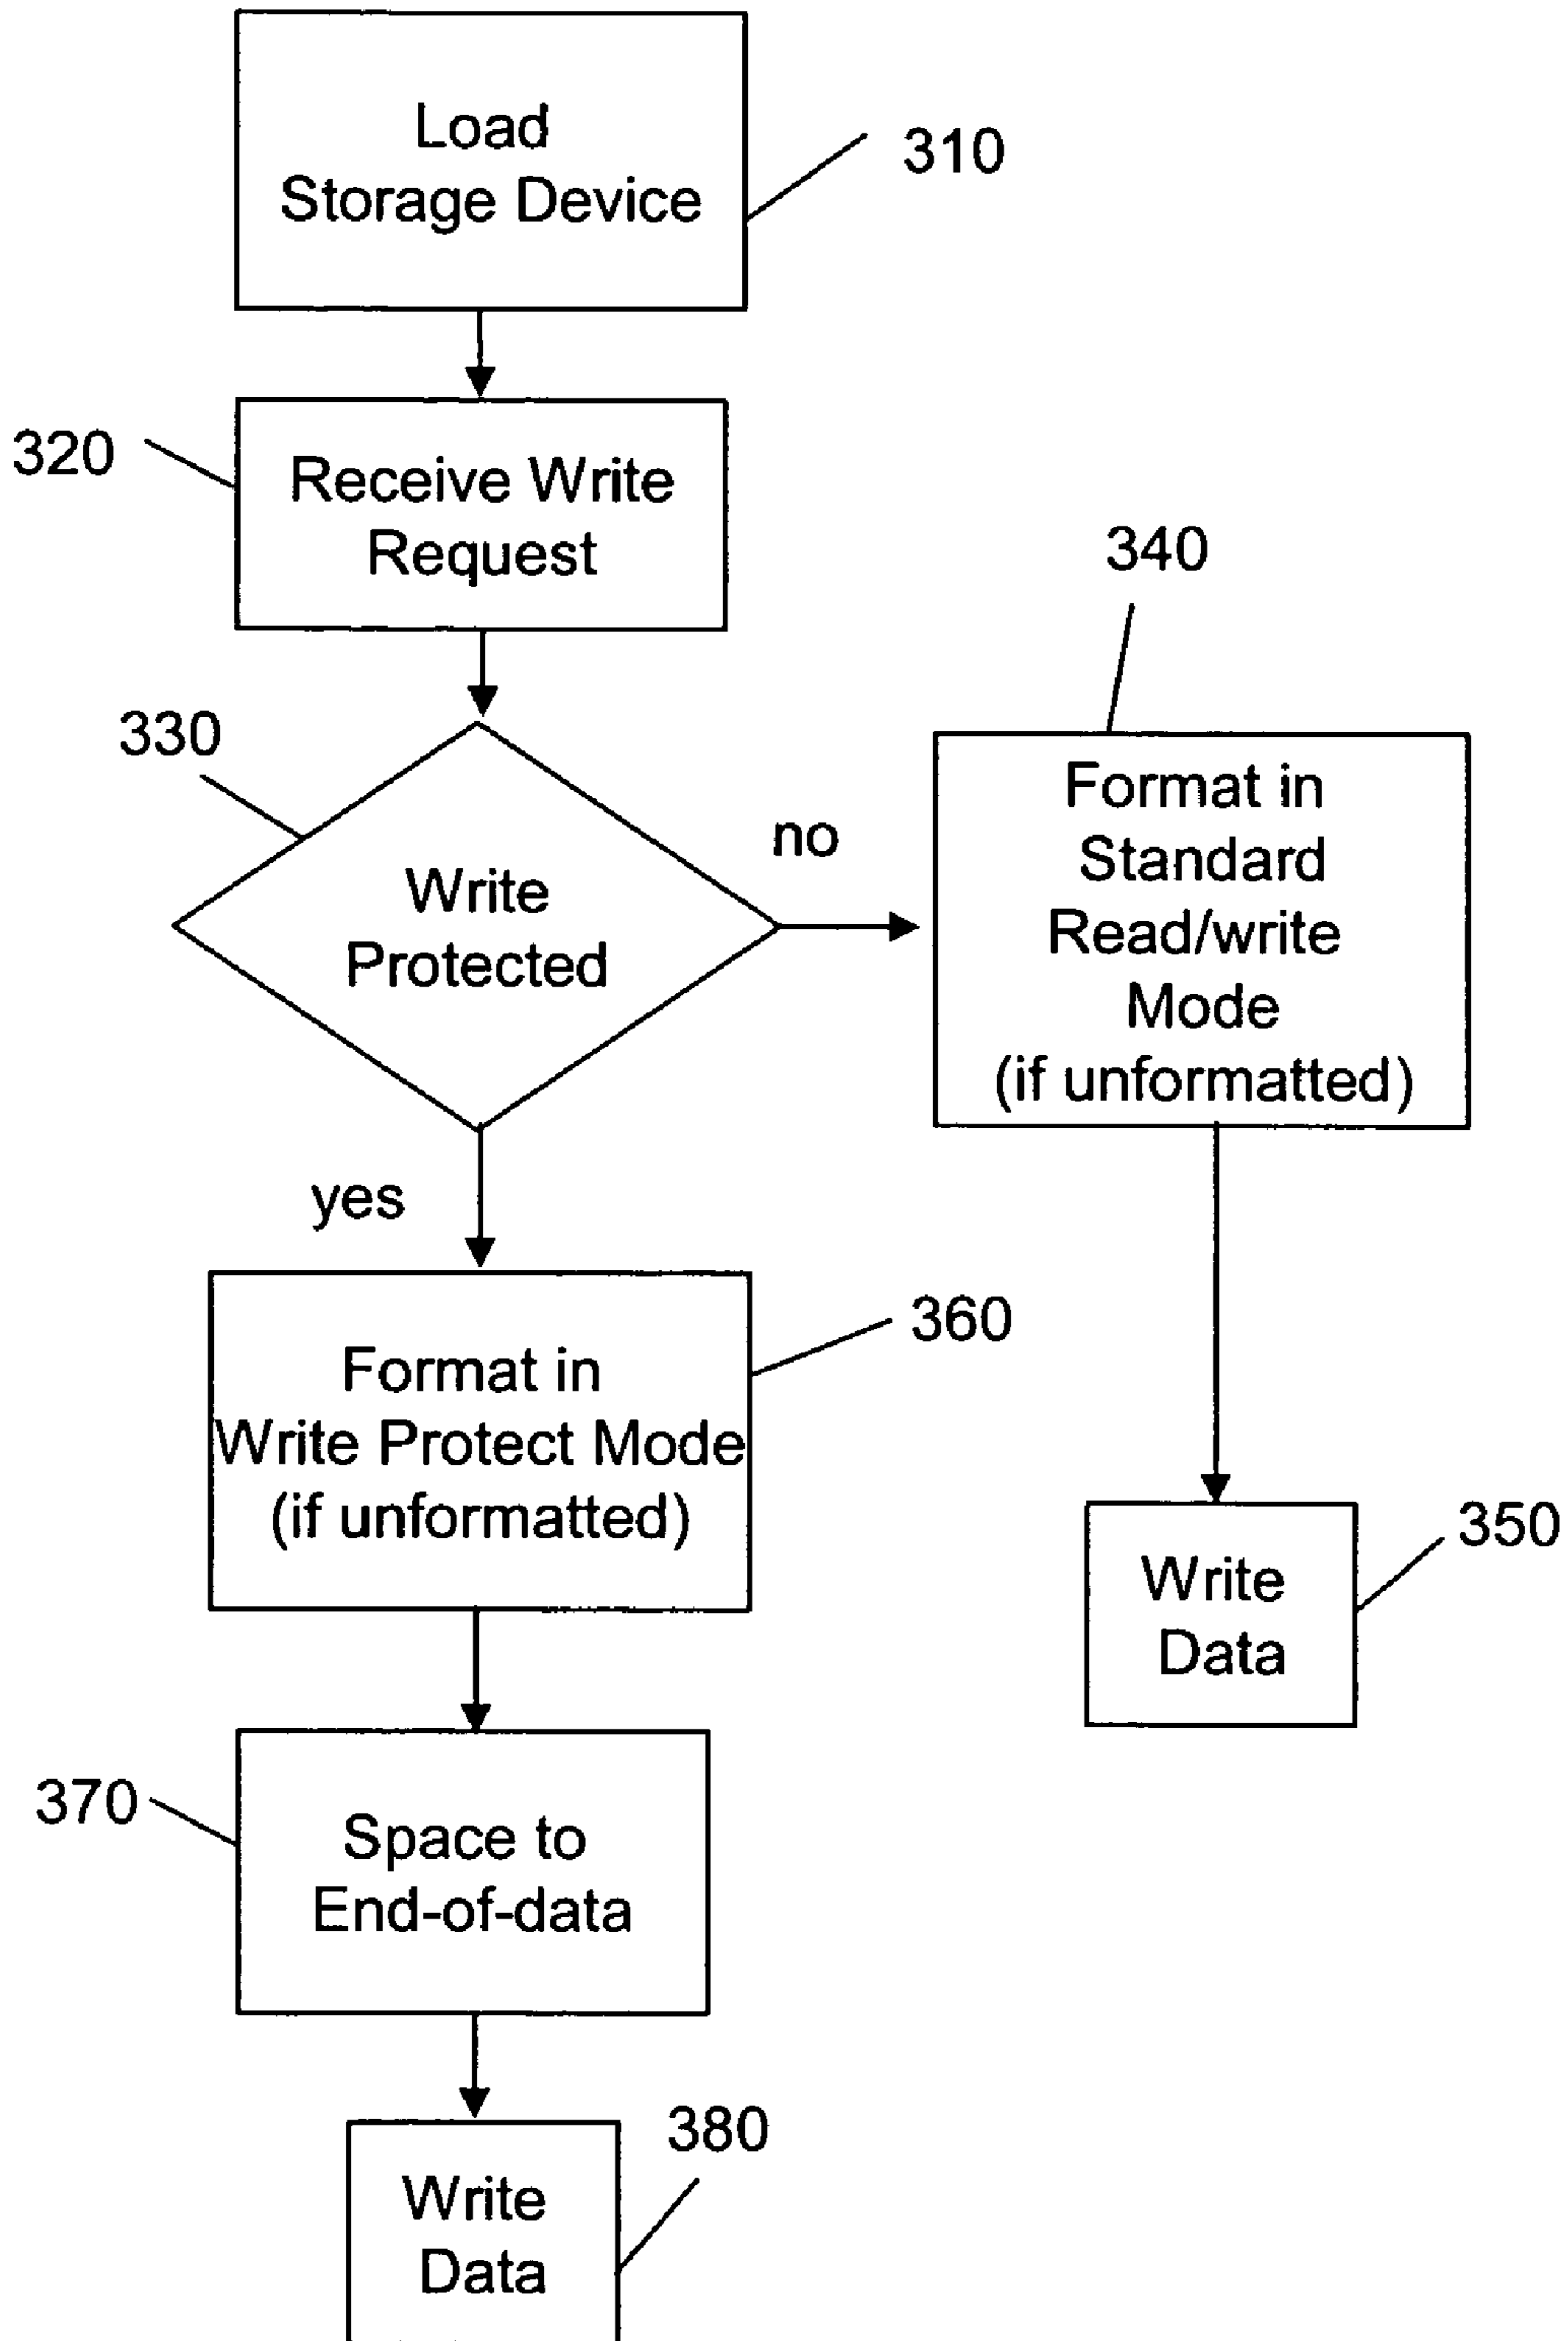 Load
Storage Device
310
320
Receive Write
Request
330
Write
Protected
no
340
Format in
Standard
Read/write
Mode
(if unformatted)
yes
360
Format in
Write Protect Mode
(if unformatted)
350
Write
Data
370
Space to
End-of-data
380
Write
Data